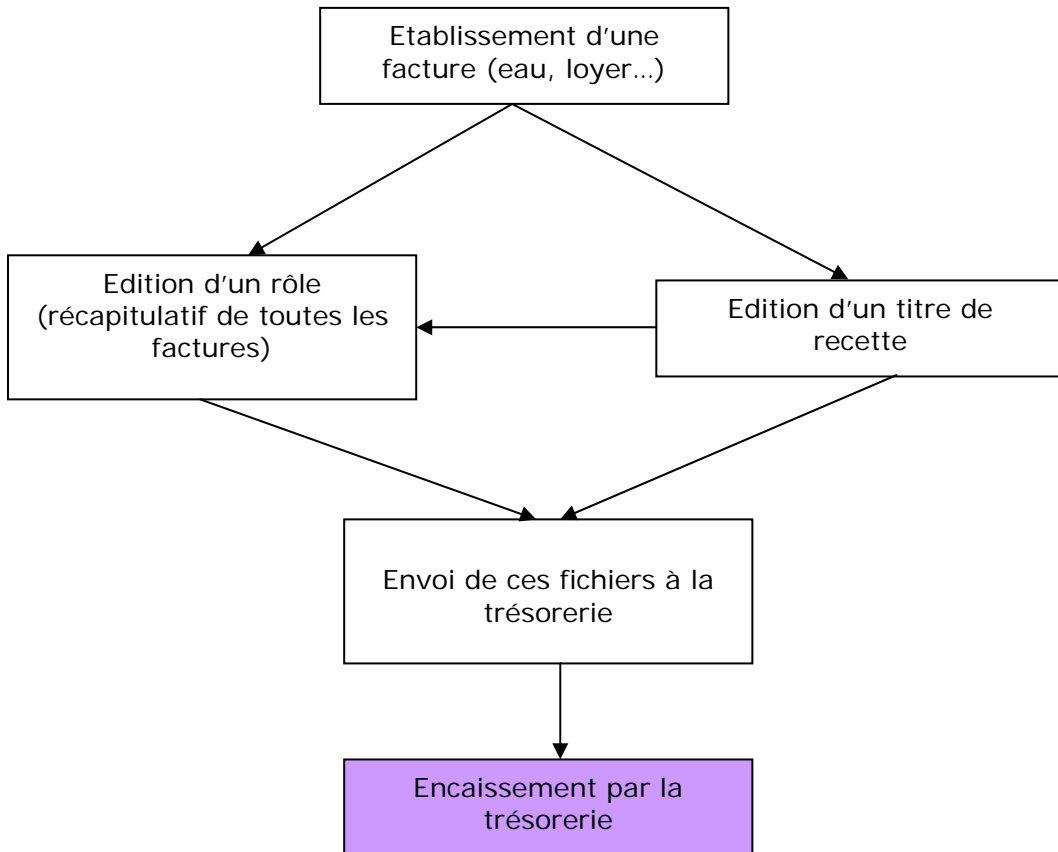 Etablissement d'une
facture (eau, loyer…)
Edition d'un rôle
(récapitulatif de toutes les
factures)
Edition d'un titre de
recette
Envoi de ces fichiers à la
trésorerie
Encaissement par la
trésorerie